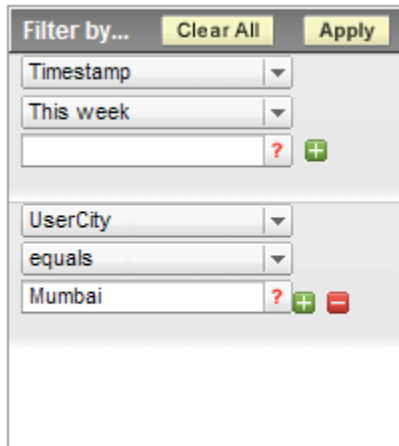 Filter by... Clear All Apply
Timestamp
This week
?
UserCity
equals
Mumbai ?